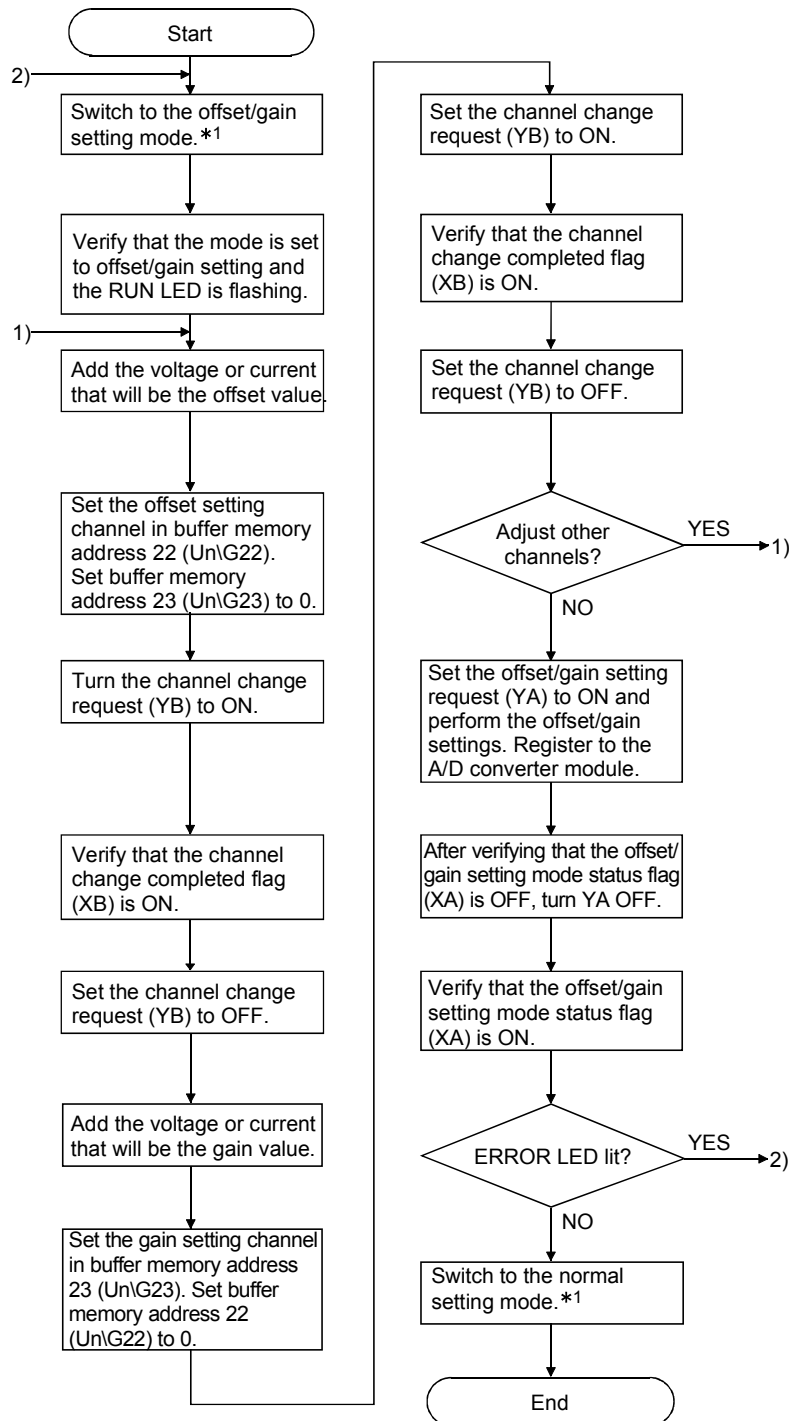 Start
2)
Switch to the offset/gain
setting mode.*1
Verify that the mode is set
to offset/gain setting and
the RUN LED is flashing.
1)
Add the voltage or current
that will be the offset value.
Set the offset setting
channel in buffer memory
address 22 (Un\G22).
Set buffer memory
address 23 (Un\G23) to 0.
Turn the channel change
request (YB) to ON.
Verify that the channel
change completed flag
(XB) is ON.
Set the channel change
request (YB) to OFF.
Add the voltage or current
that will be the gain value.
Set the gain setting channel
in buffer memory address
23 (Un\G23). Set buffer
memory address 22
(Un\G22) to 0.
Set the channel change
request (YB) to ON.
Verify that the channel
change completed flag
(XB) is ON.
Set the channel change
request (YB) to OFF.
Adjust other
channels?
YES
1)
NO
Set the offset/gain setting
request (YA) to ON and
perform the offset/gain
settings. Register to the
A/D converter module.
After verifying that the offset/
gain setting mode status flag
(XA) is OFF, turn YA OFF.
Verify that the offset/gain
setting mode status flag
(XA) is ON.
ERROR LED lit?
YES
2)
NO
Switch to the normal
setting mode.*1
End